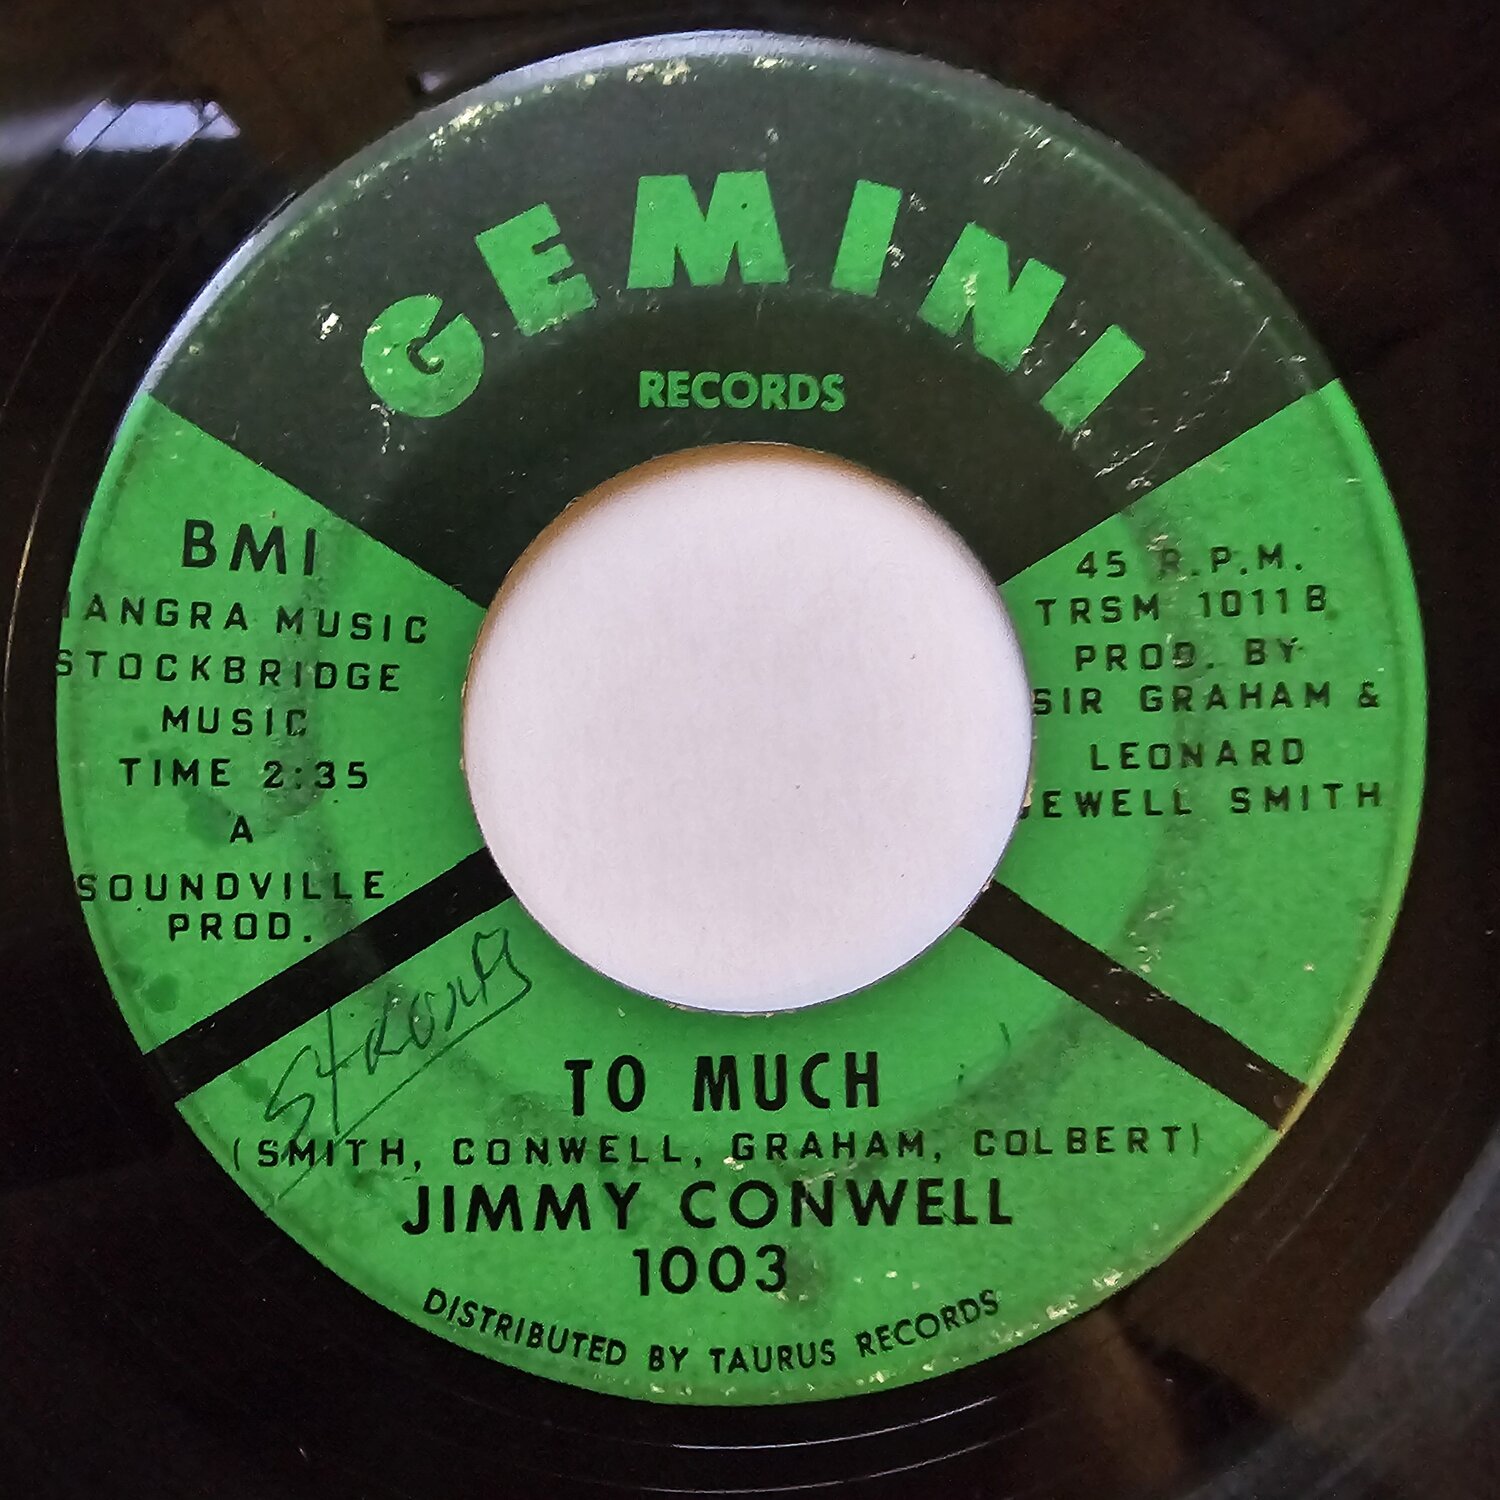 GEMINI
RECORDS
BMI
ANGRA MUSIC
STOCKBRIDGE
MUSIC
TIME 2:35
A
SOUNDVILLE
PROD.
45 R.P.M.
TRSM 1011B
PROD. BY
SIR GRAHAM &
LEONARD
JEWELL SMITH
STRONG
TO MUCH
(SMITH, CONWELL, GRAHAM, COLBERT)
JIMMY CONWELL
1003
DISTRIBUTED BY TAURUS RECORDS